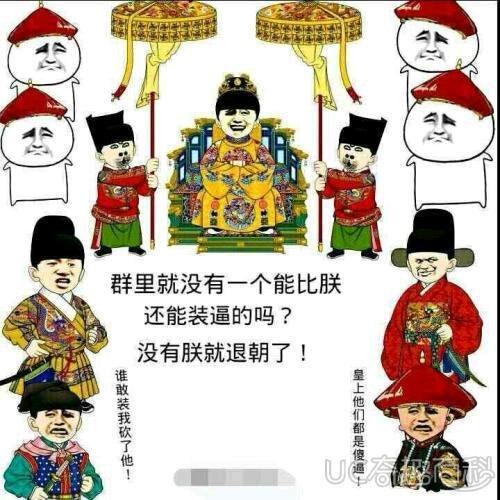 群里就没有一个能比朕
还能装逼的吗？
没有朕就退朝了！
谁敢装我砍了他！
皇上他们都是傻逼！